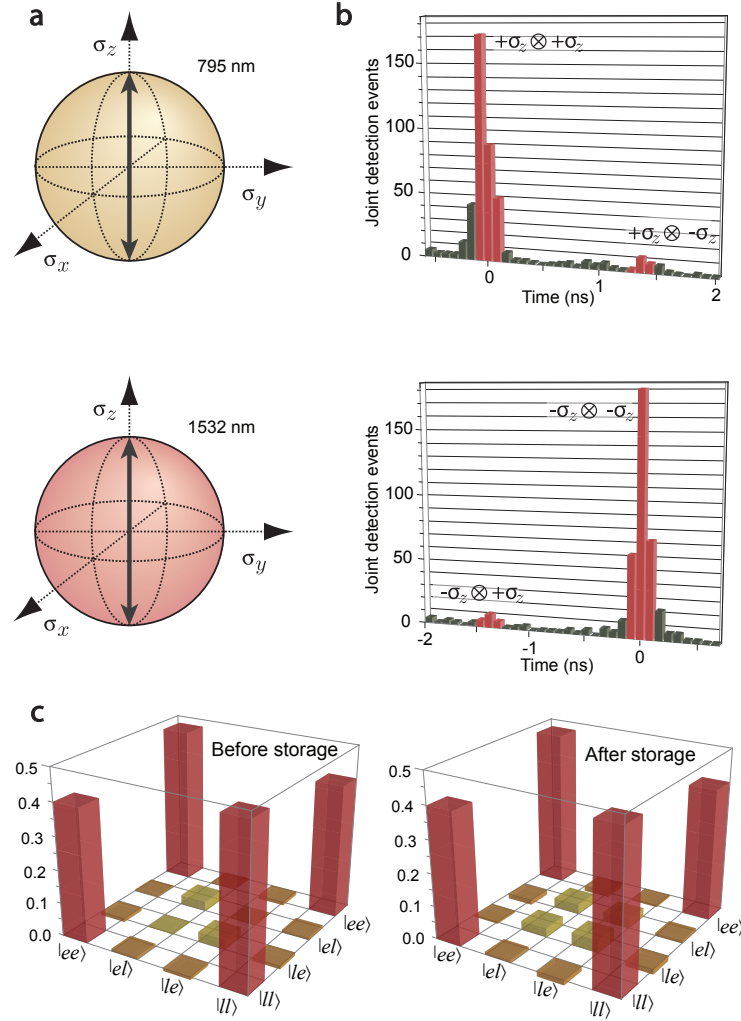 a
σz
795 nm
σy
σx
b
Joint detection events
150
100
50
0
+σz ⊗ +σz
+σz ⊗ -σz
0
1
2
Time (ns)
σz
1532 nm
σy
σx
Joint detection events
150
100
50
0
-σz ⊗ -σz
-σz ⊗ +σz
-2
-1
0
Time (ns)
c
Before storage
0.5
0.4
0.3
0.2
0.1
0.0
|ee⟩
|el⟩
|le⟩
|ll⟩
|ll⟩
|le⟩
|el⟩
|ee⟩
After storage
0.5
0.4
0.3
0.2
0.1
0.0
|ee⟩
|el⟩
|le⟩
|ll⟩
|ll⟩
|le⟩
|el⟩
|ee⟩